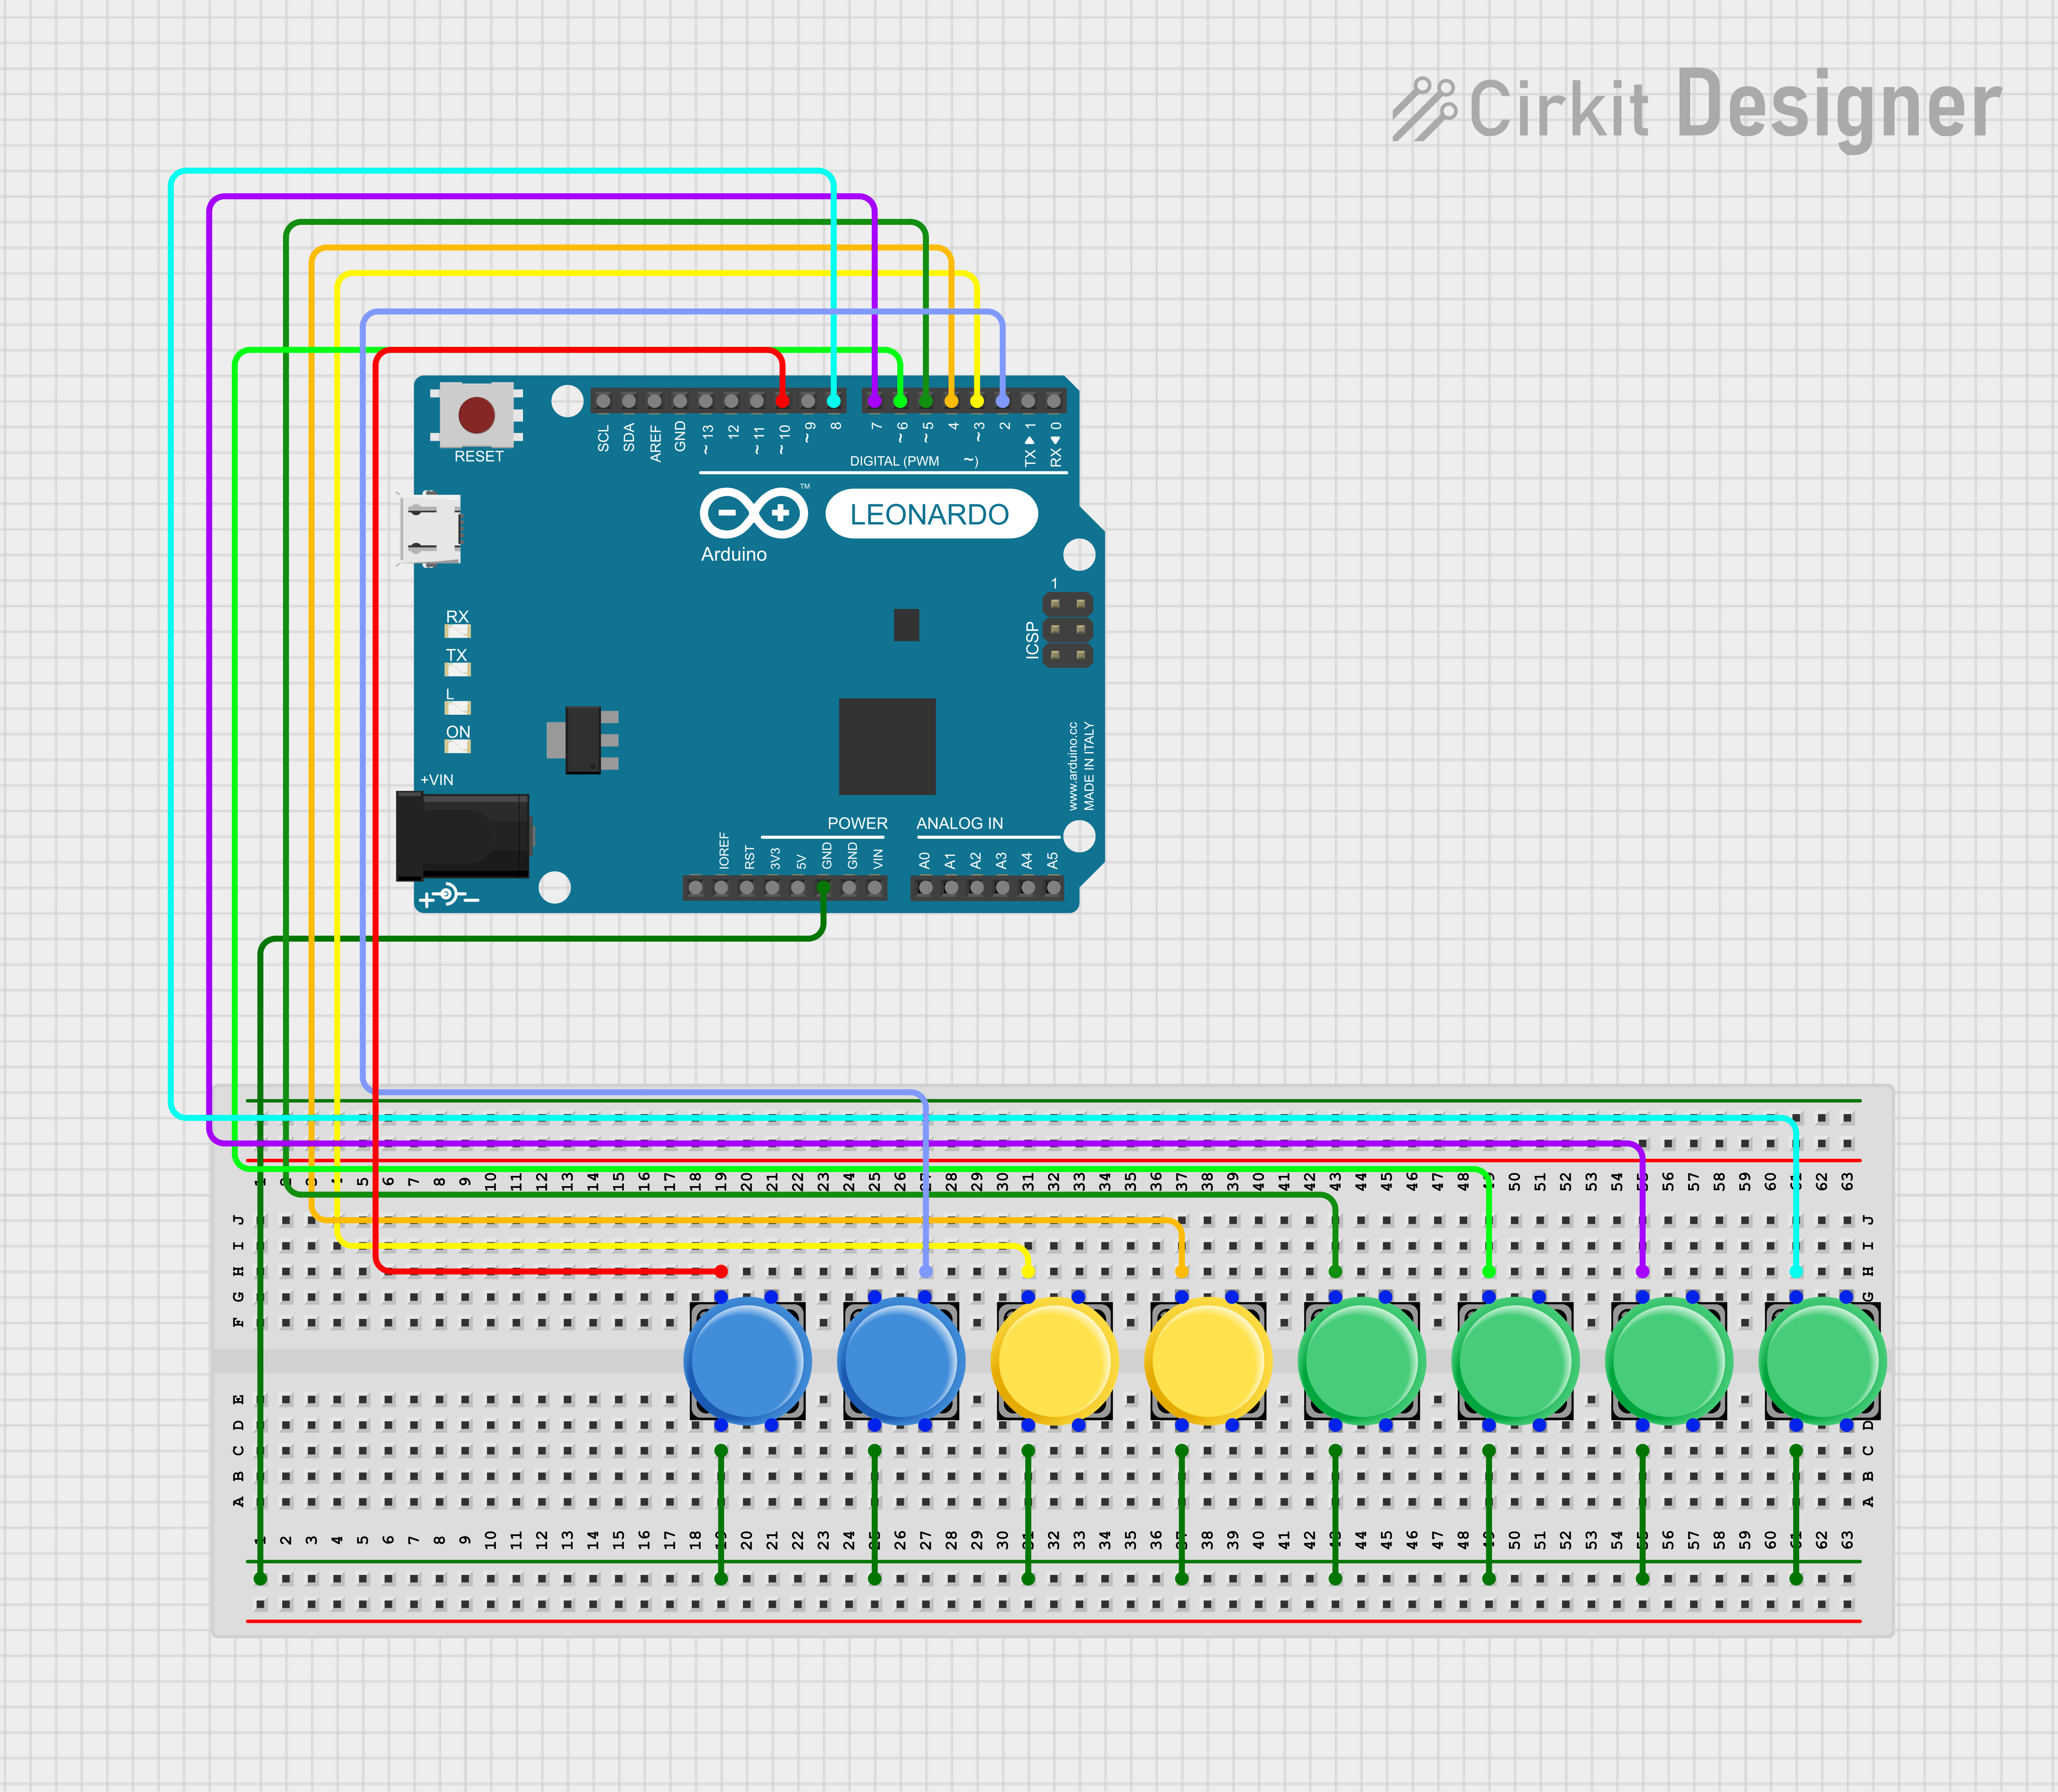 Cirkit Designer
SCL SDA AREF GND ~13 12 ~11 ~10 ~9 8 7 ~6 ~5 4 ~3 2 TX 1 RX 0
RESET
DIGITAL (PWM ~)
TM
LEONARDO
Arduino
1
ICSP
RX
TX
L
ON
+VIN
www.arduino.cc
MADE IN ITALY
POWER ANALOG IN
IOREF RST 3V3 5V GND GND VIN A0 A1 A2 A3 A4 A5
5 6 7 8 9 10 11 12 13 14 15 16 17 18 19 20 21 22 23 24 25 26 27 28 29 30 31 32 33 34 35 36 37 38 39 40 41 42 43 44 45 46 47 48 49 50 51 52 53 54 55 56 57 58 59 60 61 62 63
J J
I I
H H
G G
F F
E E
D D
C C
B B
A A
1 2 3 4 5 6 7 8 9 10 11 12 13 14 15 16 17 18 19 20 21 22 23 24 25 26 27 28 29 30 31 32 33 34 35 36 37 38 39 40 41 42 43 44 45 46 47 48 49 50 51 52 53 54 55 56 57 58 59 60 61 62 63